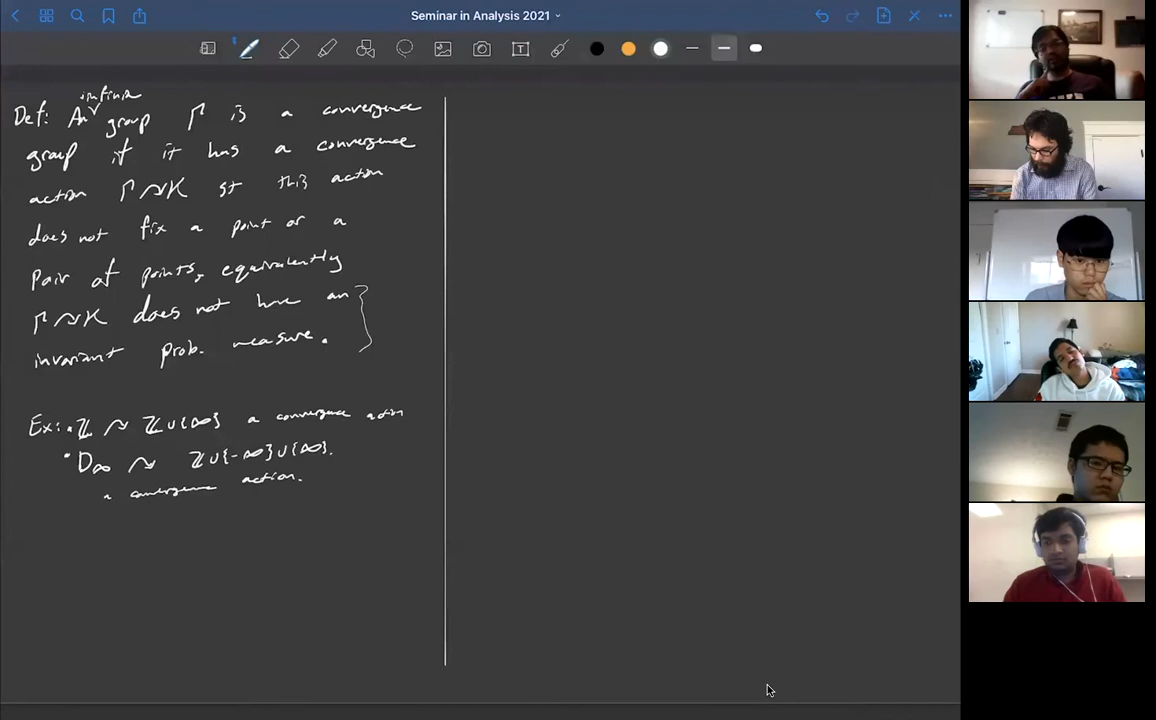 Seminar in Analysis 2021
infinite
Def: An group Γ is a convergence
group if it has a convergence
action Γ↷K st this action
does not fix a point or a
pair of points, equivalently
Γ↷K does not have an
invariant prob. measure.
Ex: • ℤ ↷ ℤ∪{∞} a convergence action
• D∞ ↷ ℤ∪{-∞}∪{∞}.
a convergence action.